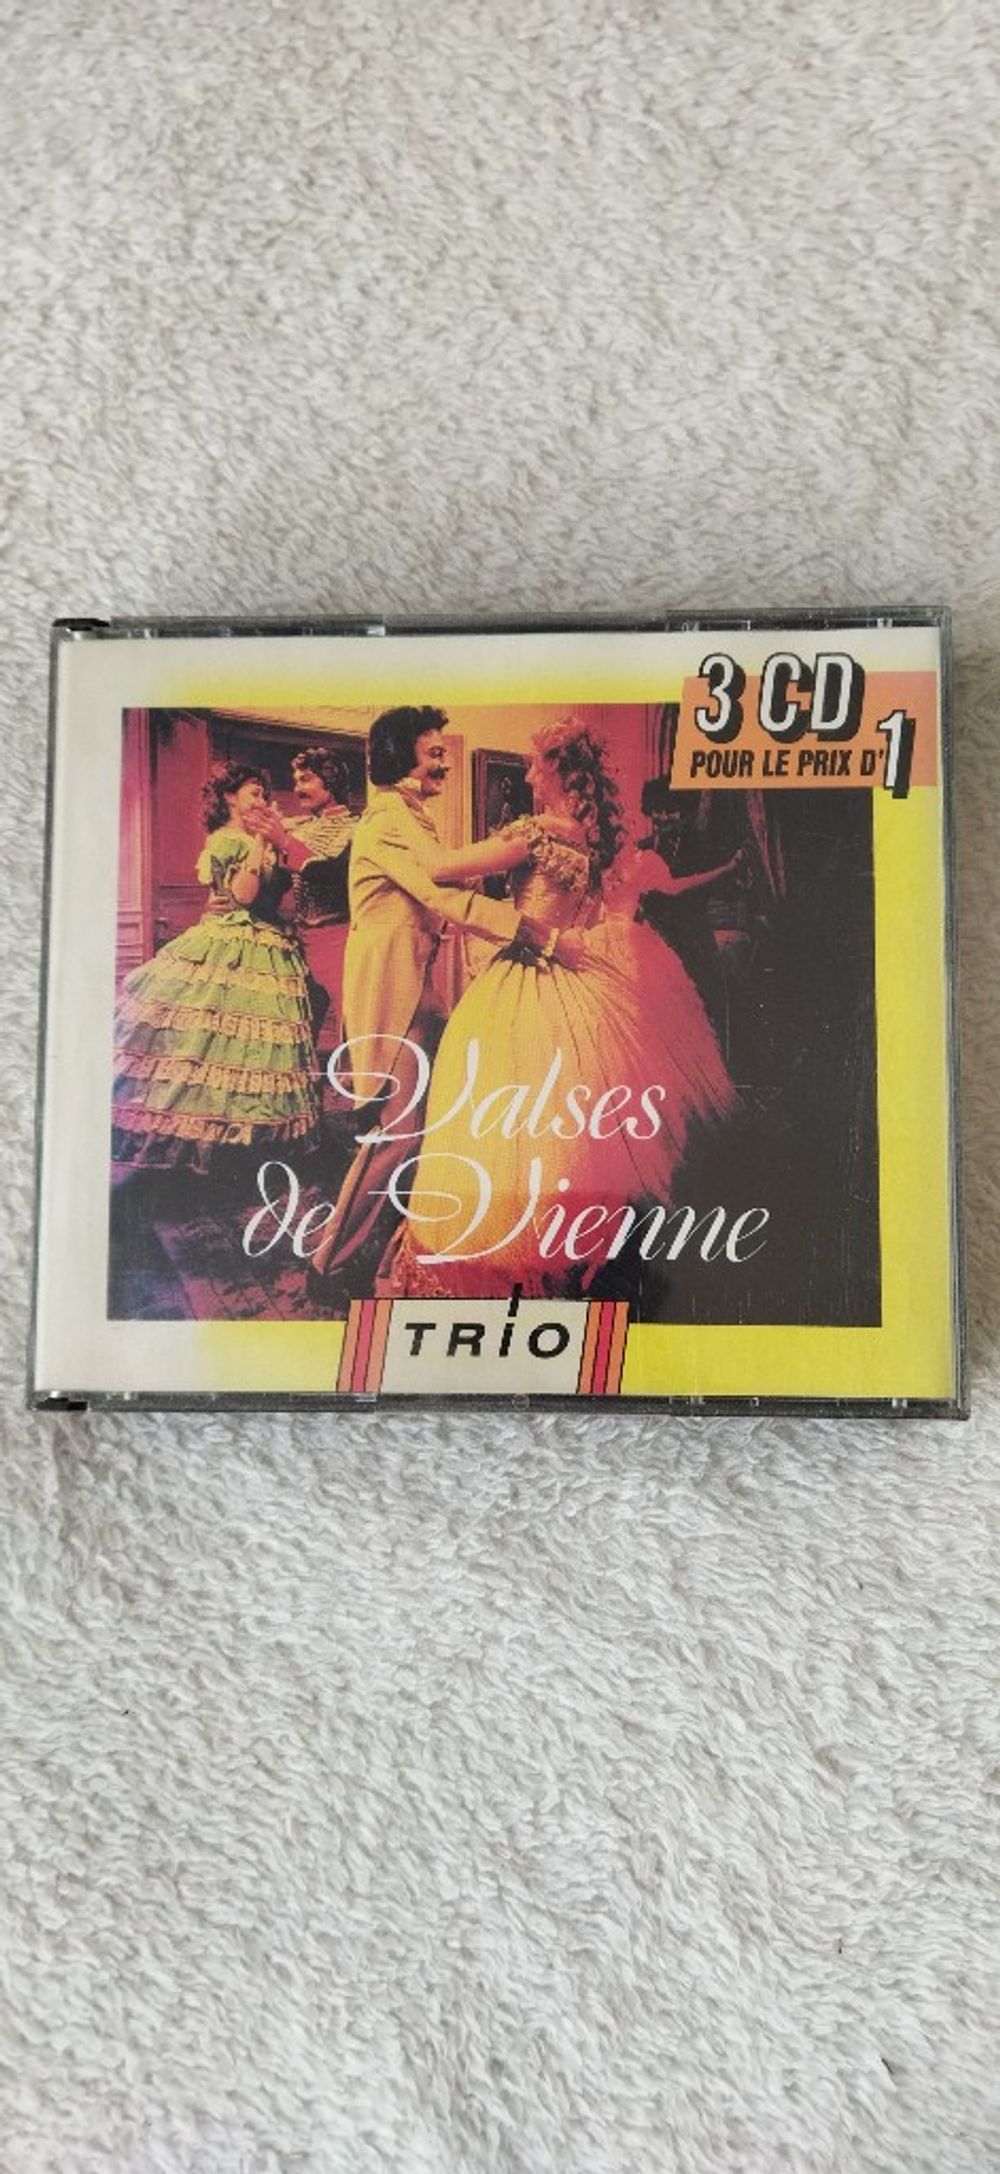 3 CD
POUR LE PRIX D'1
Valses
de Vienne
TRIO